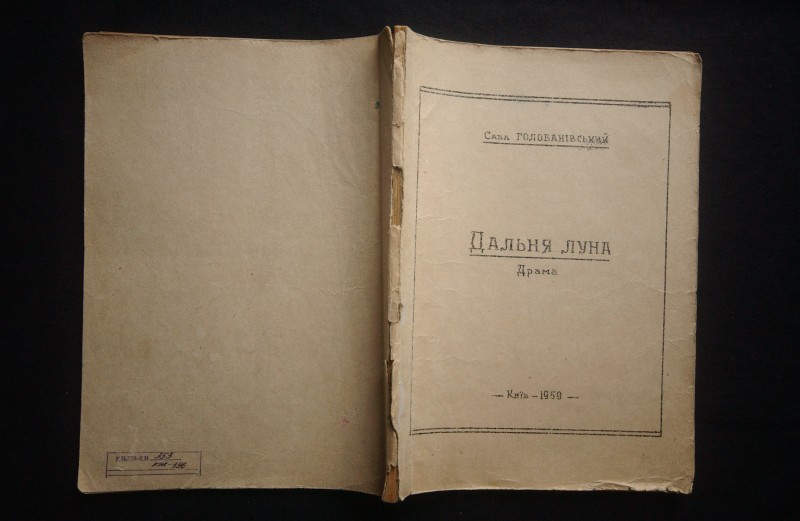 Сава ГОЛОВАНІВСЬКИЙ
ДАЛЬНЯ ЛУНА
Драма
— Київ – 1959 —